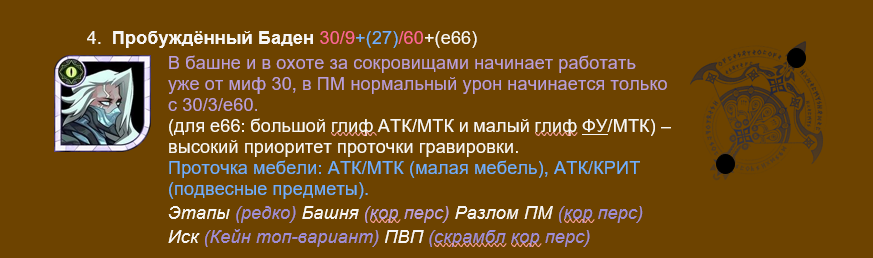 4. Пробуждённый Баден 30/9+(27)/60+(е66)
В башне и в охоте за сокровищами начинает работать
уже от миф 30, в ПМ нормальный урон начинается только
с 30/3/е60.
(для е66: большой глиф АТК/МТК и малый глиф ФУ/МТК) –
высокий приоритет проточки гравировки.
Проточка мебели: АТК/МТК (малая мебель), АТК/КРИТ
(подвесные предметы).
Этапы (редко) Башня (кор перс) Разлом ПМ (кор перс)
Иск (Кейн топ-вариант) ПВП (скрамбл кор перс)